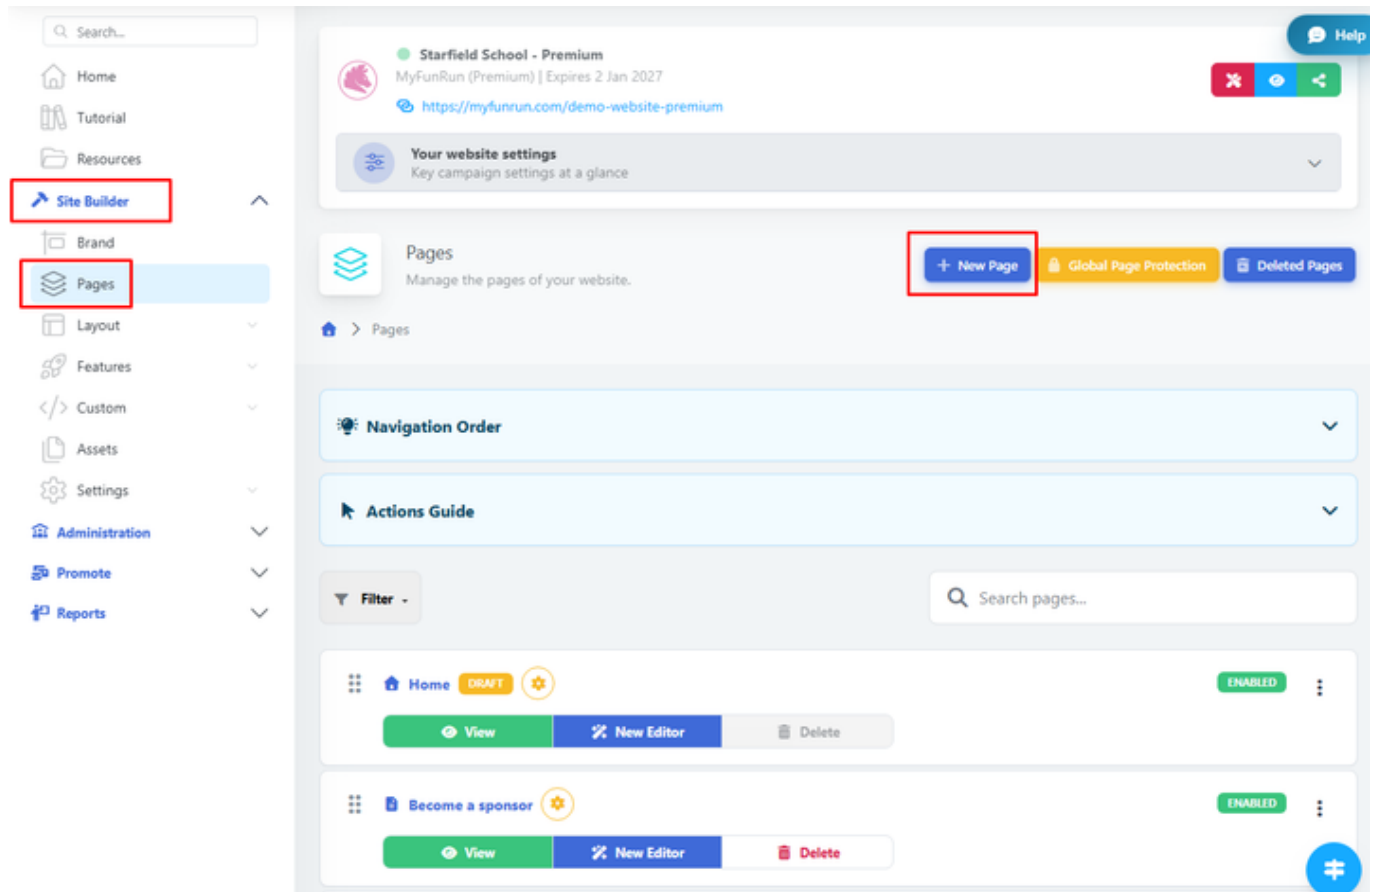 Search...
Home
Tutorial
Resources
Site Builder
Brand
Pages
Layout
Features
Custom
Assets
Settings
Administration
Promote
Reports
Help
Starfield School - Premium
MyFunRun (Premium) | Expires 2 Jan 2027
https://myfunrun.com/demo-website-premium
Your website settings
Key campaign settings at a glance
Pages
Manage the pages of your website.
+ New Page
Global Page Protection
Deleted Pages
> Pages
Navigation Order
Actions Guide
Filter
Search pages...
Home DRAFT
ENABLED
View
New Editor
Delete
Become a sponsor
ENABLED
View
New Editor
Delete